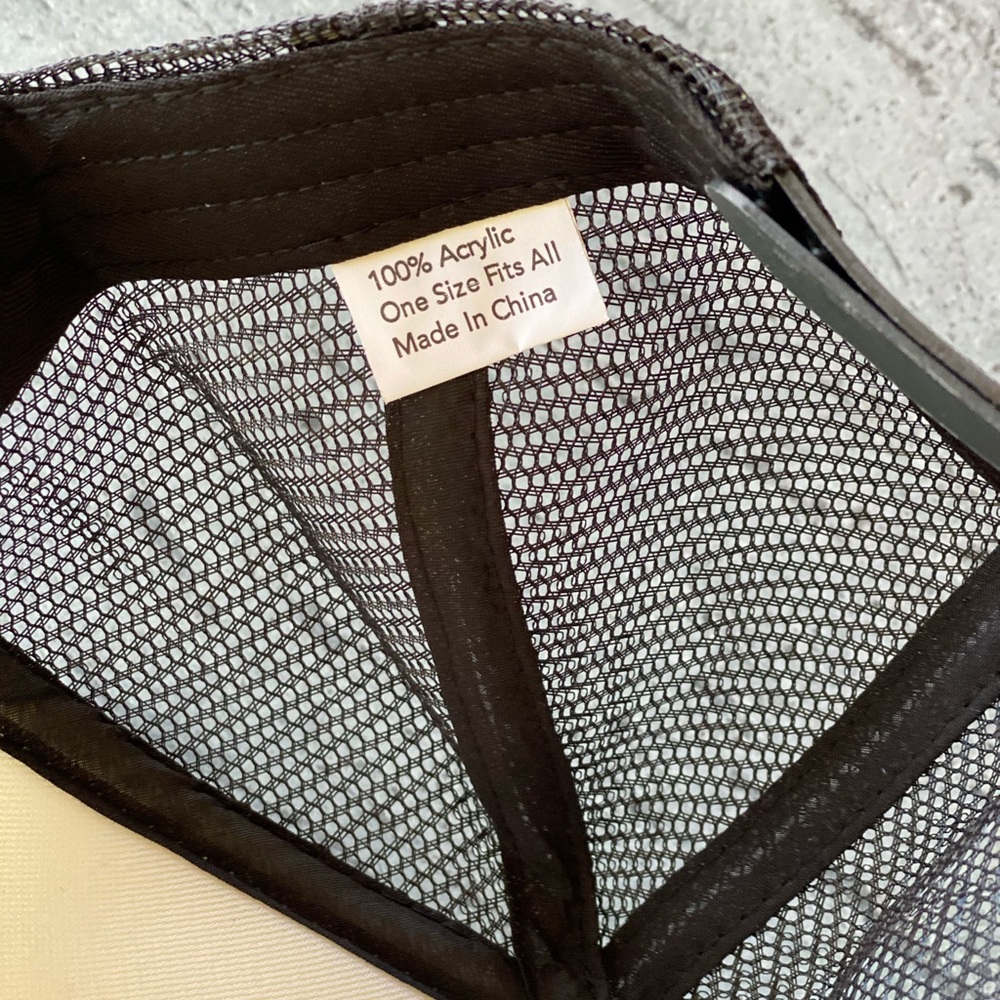 100% Acrylic
One Size Fits All
Made In China